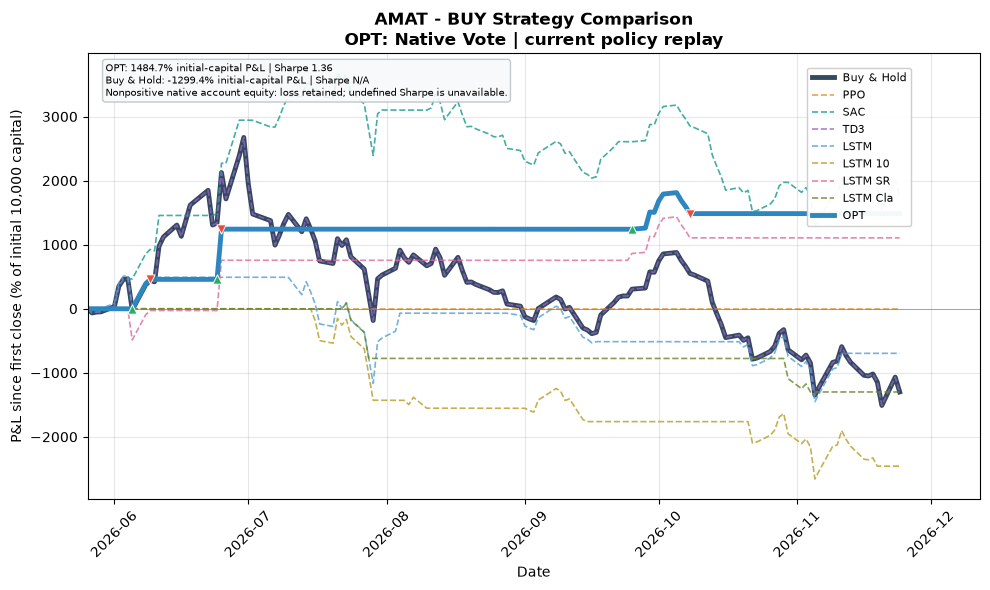 AMAT - BUY Strategy Comparison
OPT: Native Vote | current policy replay
OPT: 1484.7% initial-capital P&L | Sharpe 1.36
Buy & Hold: -1299.4% initial-capital P&L | Sharpe N/A
Nonpositive native account equity: loss retained; undefined Sharpe is unavailable.
Buy & Hold
PPO
SAC
TD3
LSTM
LSTM 10
LSTM SR
LSTM Cla
OPT
P&L since first close (% of initial 10,000 capital)
3000
2000
1000
0
−1000
−2000
2026-06
2026-07
2026-08
2026-09
2026-10
2026-11
2026-12
Date